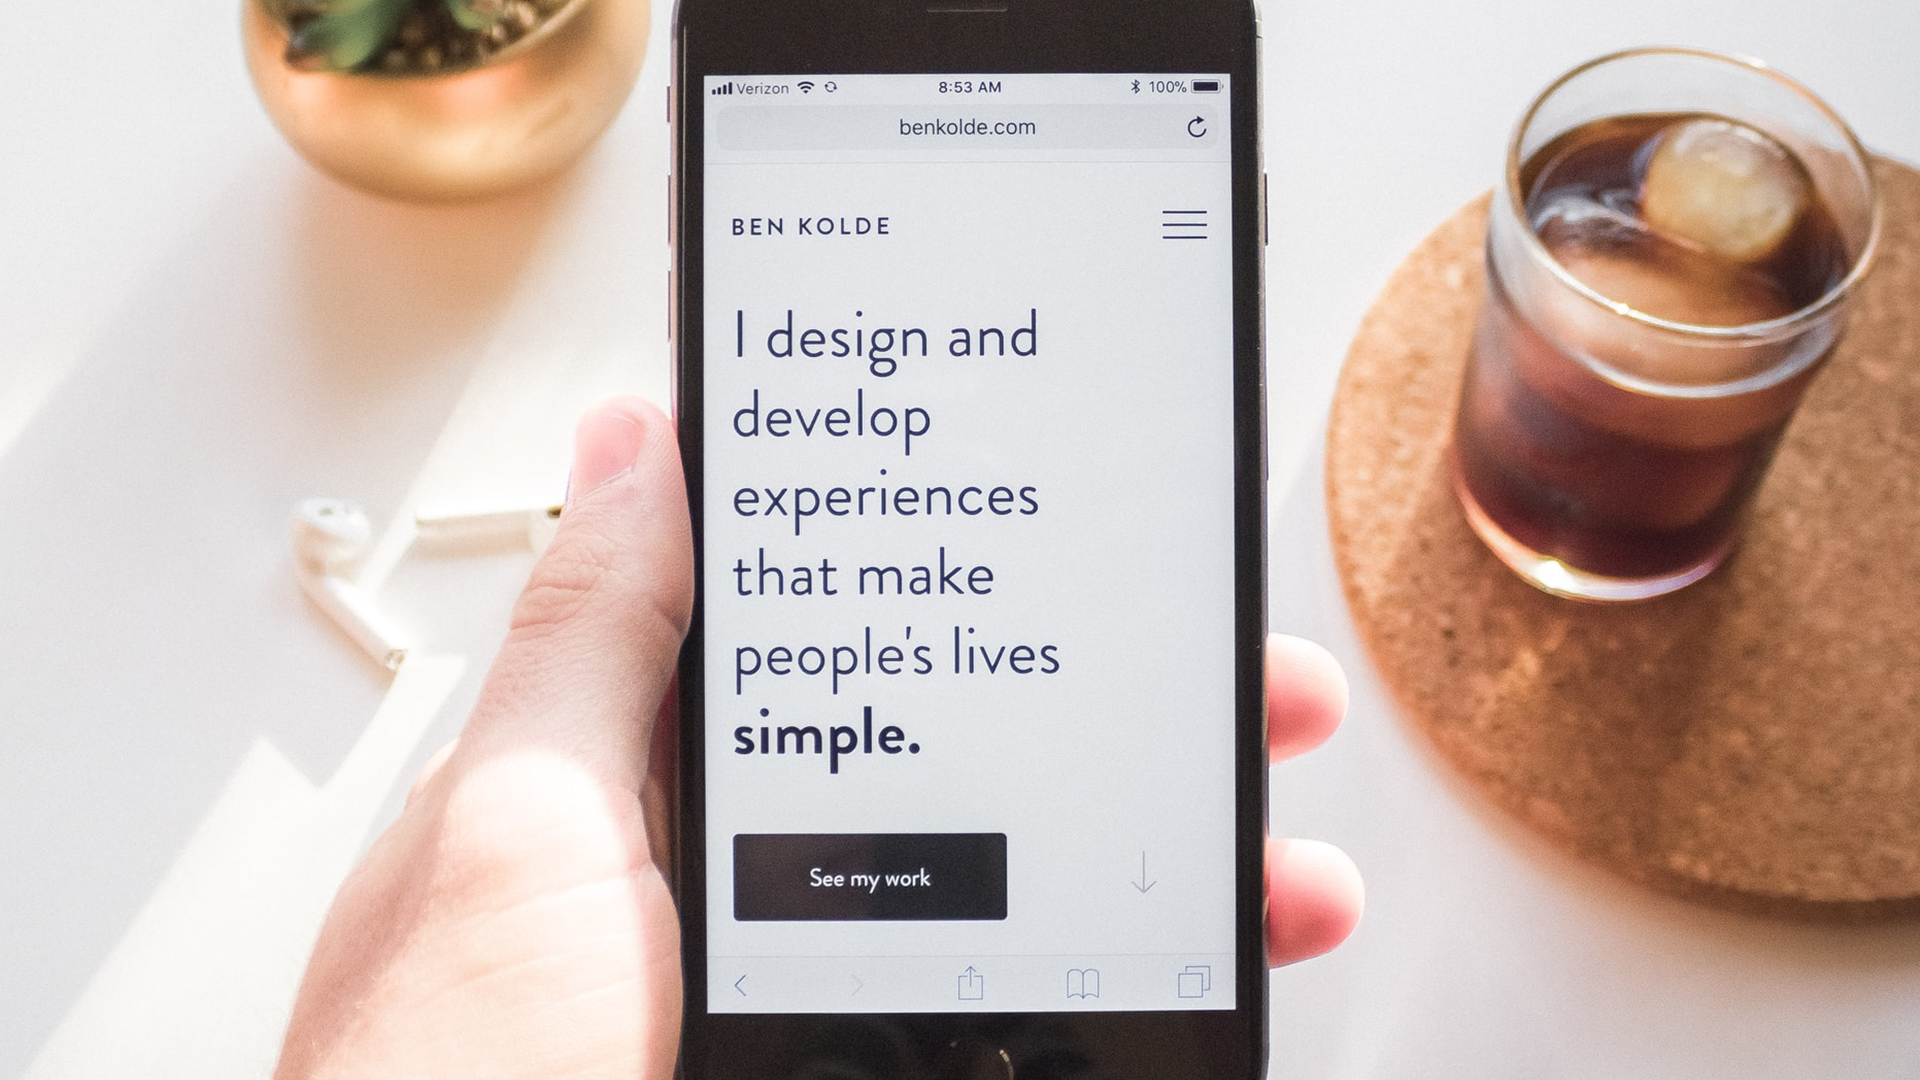 Verizon 8:53 AM 100%
benkolde.com
BEN KOLDE
I design and
develop
experiences
that make
people's lives
simple.
See my work